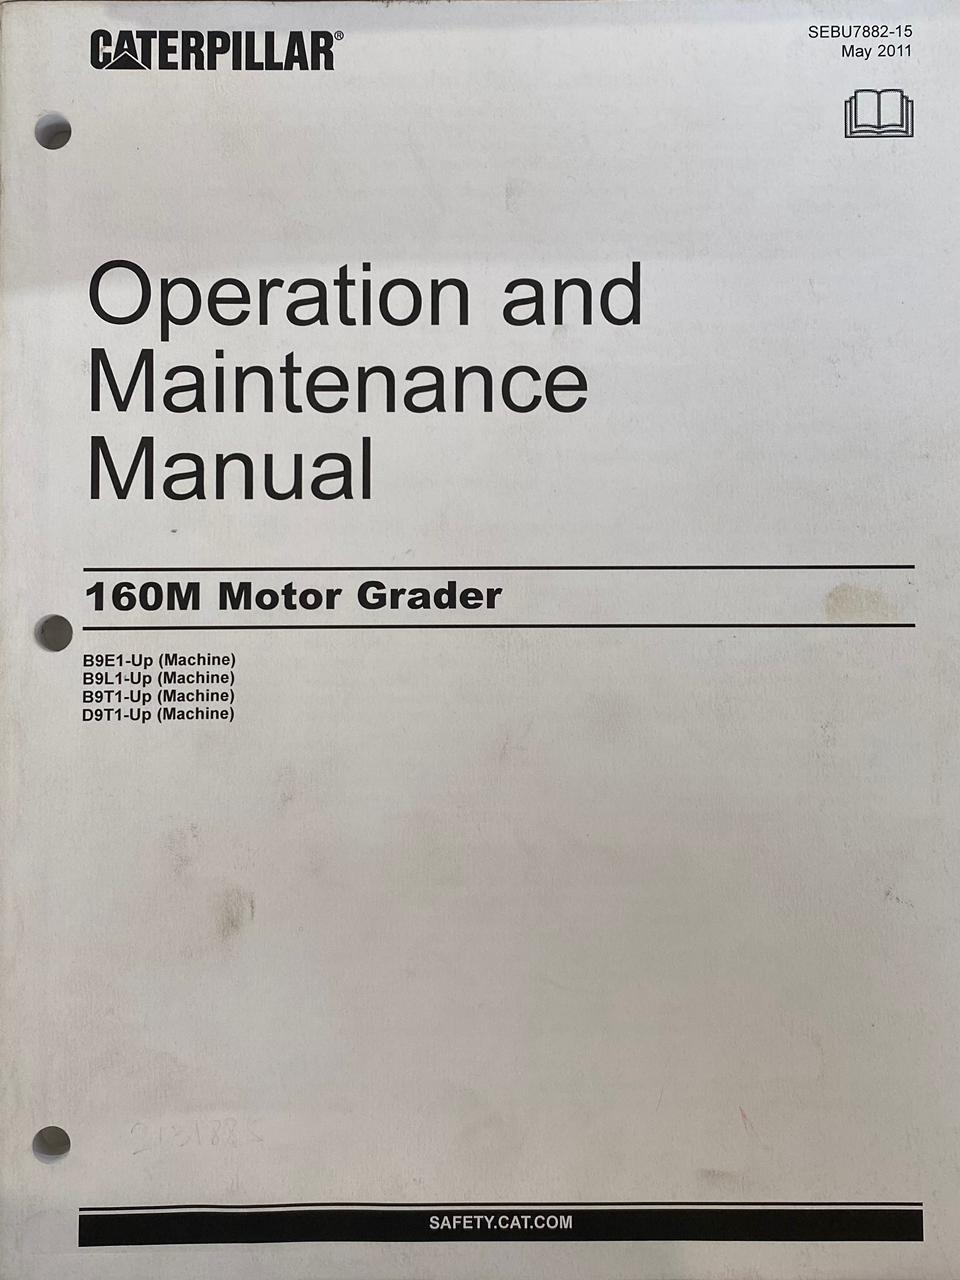 CATERPILLAR®
SEBU7882-15
May 2011
Operation and
Maintenance
Manual
160M Motor Grader
B9E1-Up (Machine)
B9L1-Up (Machine)
B9T1-Up (Machine)
D9T1-Up (Machine)
SAFETY.CAT.COM